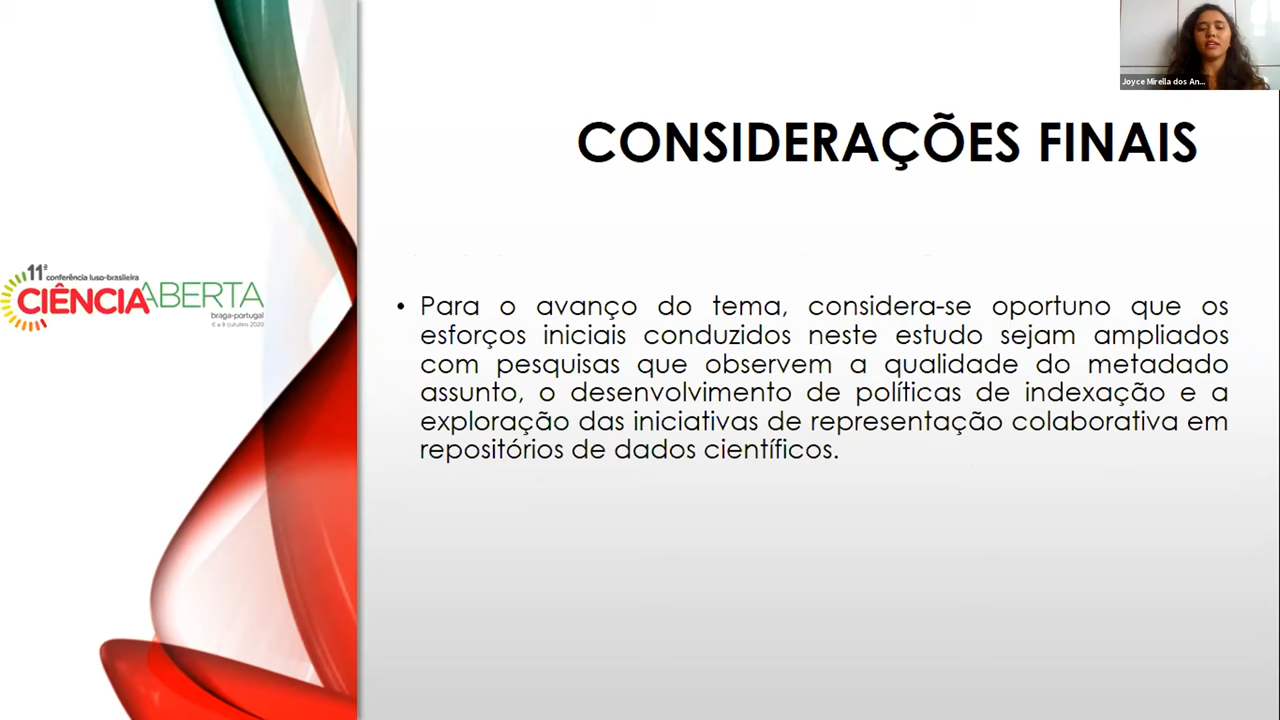 Joyce Mirella dos An...
CONSIDERAÇÕES FINAIS
11ª conferência luso-brasileira
CIÊNCIAABERTA
braga-portugal
6 a 9 outubro 2020
• Para o avanço do tema, considera-se oportuno que os
esforços iniciais conduzidos neste estudo sejam ampliados
com pesquisas que observem a qualidade do metadado
assunto, o desenvolvimento de políticas de indexação e a
exploração das iniciativas de representação colaborativa em
repositórios de dados científicos.